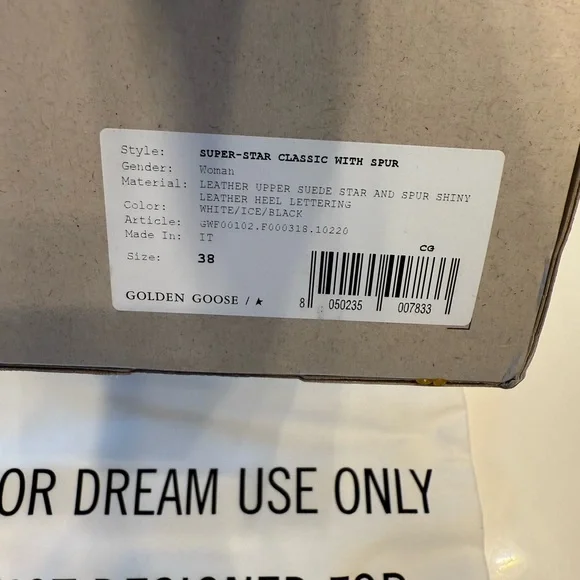 Style: SUPER-STAR CLASSIC WITH SPUR
Gender: Woman
Material: LEATHER UPPER SUEDE STAR AND SPUR SHINY
LEATHER HEEL LETTERING
Color: WHITE/ICE/BLACK
Article: GWF00102.F000318.10220
Made In: IT
CG
Size: 38
GOLDEN GOOSE / ★
8 050235 007833
OR DREAM USE ONLY
DESIGNED FOR